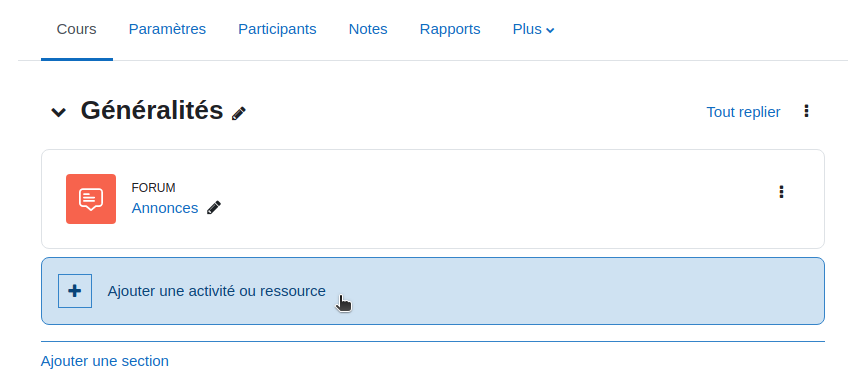 Cours Paramètres Participants Notes Rapports Plus
Généralités Tout replier
FORUM
Annonces
Ajouter une activité ou ressource
Ajouter une section